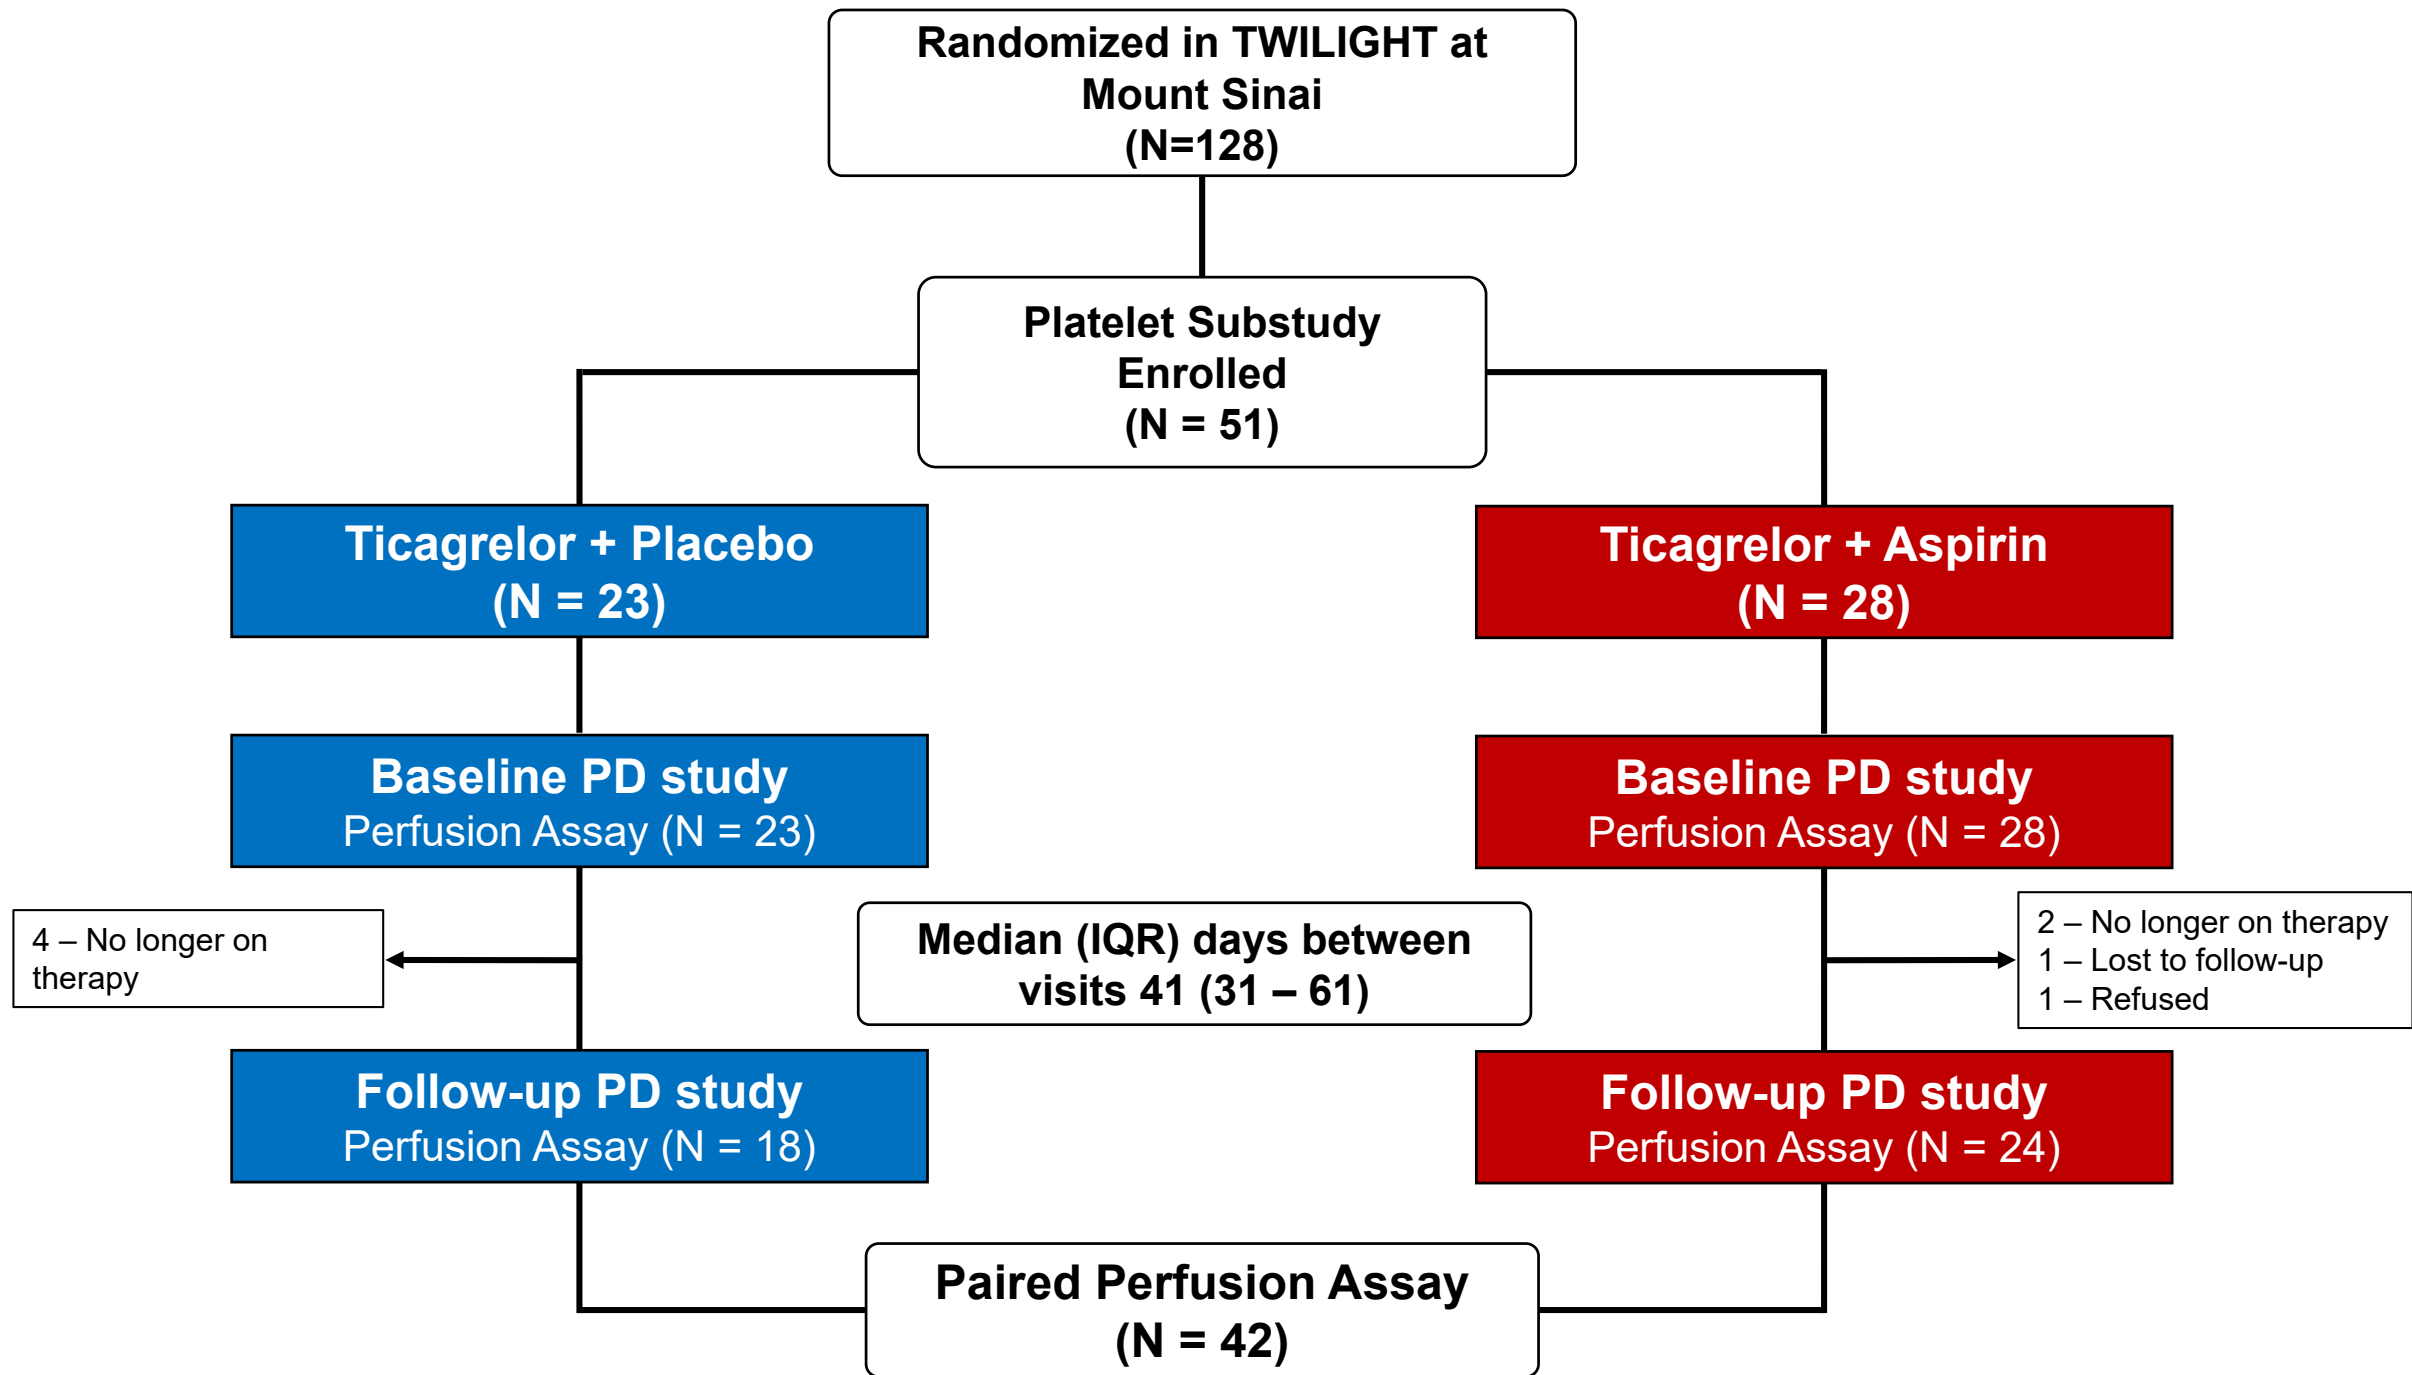 Randomized in TWILIGHT at
Mount Sinai
(N=128)
Platelet Substudy
Enrolled
(N = 51)
Ticagrelor + Placebo
(N = 23)
Ticagrelor + Aspirin
(N = 28)
Baseline PD study
Perfusion Assay (N = 23)
Baseline PD study
Perfusion Assay (N = 28)
4 – No longer on
therapy
Median (IQR) days between
visits 41 (31 – 61)
2 – No longer on therapy
1 – Lost to follow-up
1 – Refused
Follow-up PD study
Perfusion Assay (N = 18)
Follow-up PD study
Perfusion Assay (N = 24)
Paired Perfusion Assay
(N = 42)